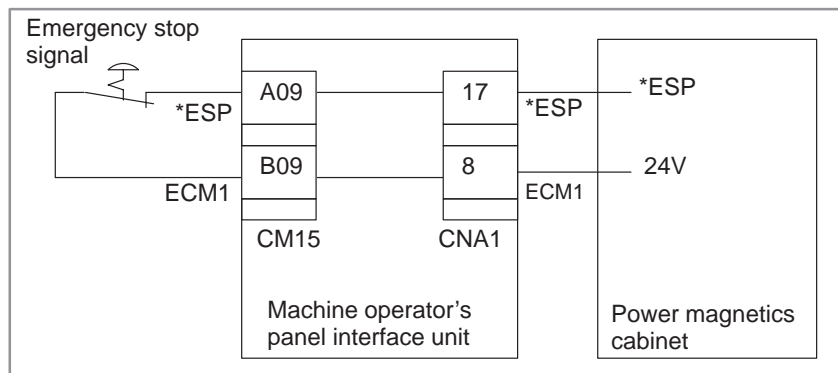 Emergency stop
signal
*ESP
A09
17
*ESP
*ESP
ECM1
B09
8
ECM1
24V
CM15
CNA1
Machine operator's
panel interface unit
Power magnetics
cabinet